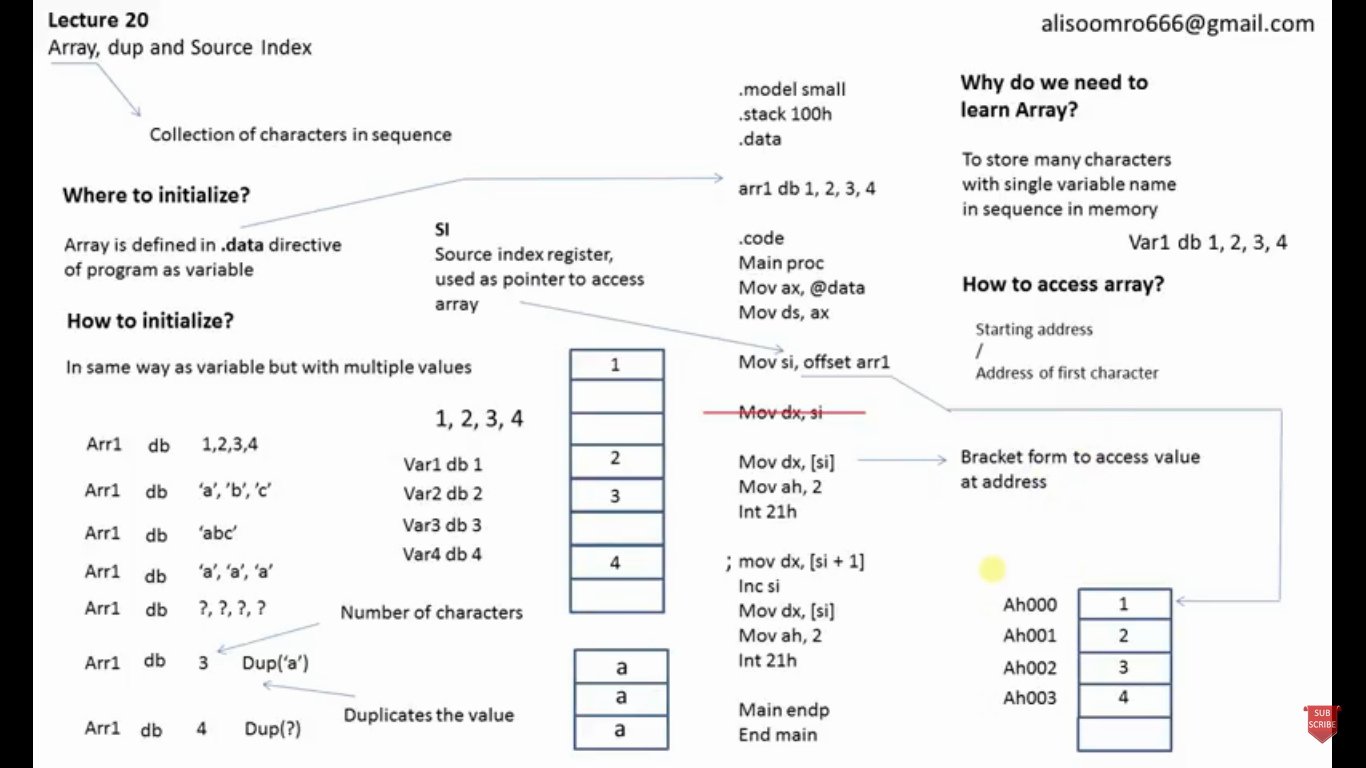 Lecture 20
Array, dup and Source Index
Collection of characters in sequence
Where to initialize?
Array is defined in .data directive
of program as variable
How to initialize?
In same way as variable but with multiple values
Arr1 db 1,2,3,4
Arr1 db ‘a’, ’b’, ‘c’
Arr1 db ‘abc’
Arr1 db ‘a’, ‘a’, ‘a’
Arr1 db ?, ?, ?, ?
Arr1 db 3 Dup(‘a’)
Arr1 db 4 Dup(?)
Number of characters
Duplicates the value
SI
Source index register,
used as pointer to access
array
1, 2, 3, 4
Var1 db 1
Var2 db 2
Var3 db 3
Var4 db 4
1
2
3
4
a
a
a
.model small
.stack 100h
.data
arr1 db 1, 2, 3, 4
.code
Main proc
Mov ax, @data
Mov ds, ax
Mov si, offset arr1
Mov dx, si
Mov dx, [si]
Mov ah, 2
Int 21h
; mov dx, [si + 1]
Inc si
Mov dx, [si]
Mov ah, 2
Int 21h
Main endp
End main
alisoomro666@gmail.com
Why do we need to
learn Array?
To store many characters
with single variable name
in sequence in memory
Var1 db 1, 2, 3, 4
How to access array?
Starting address
/
Address of first character
Bracket form to access value
at address
Ah000 1
Ah001 2
Ah002 3
Ah003 4
SUB
SCRIBE